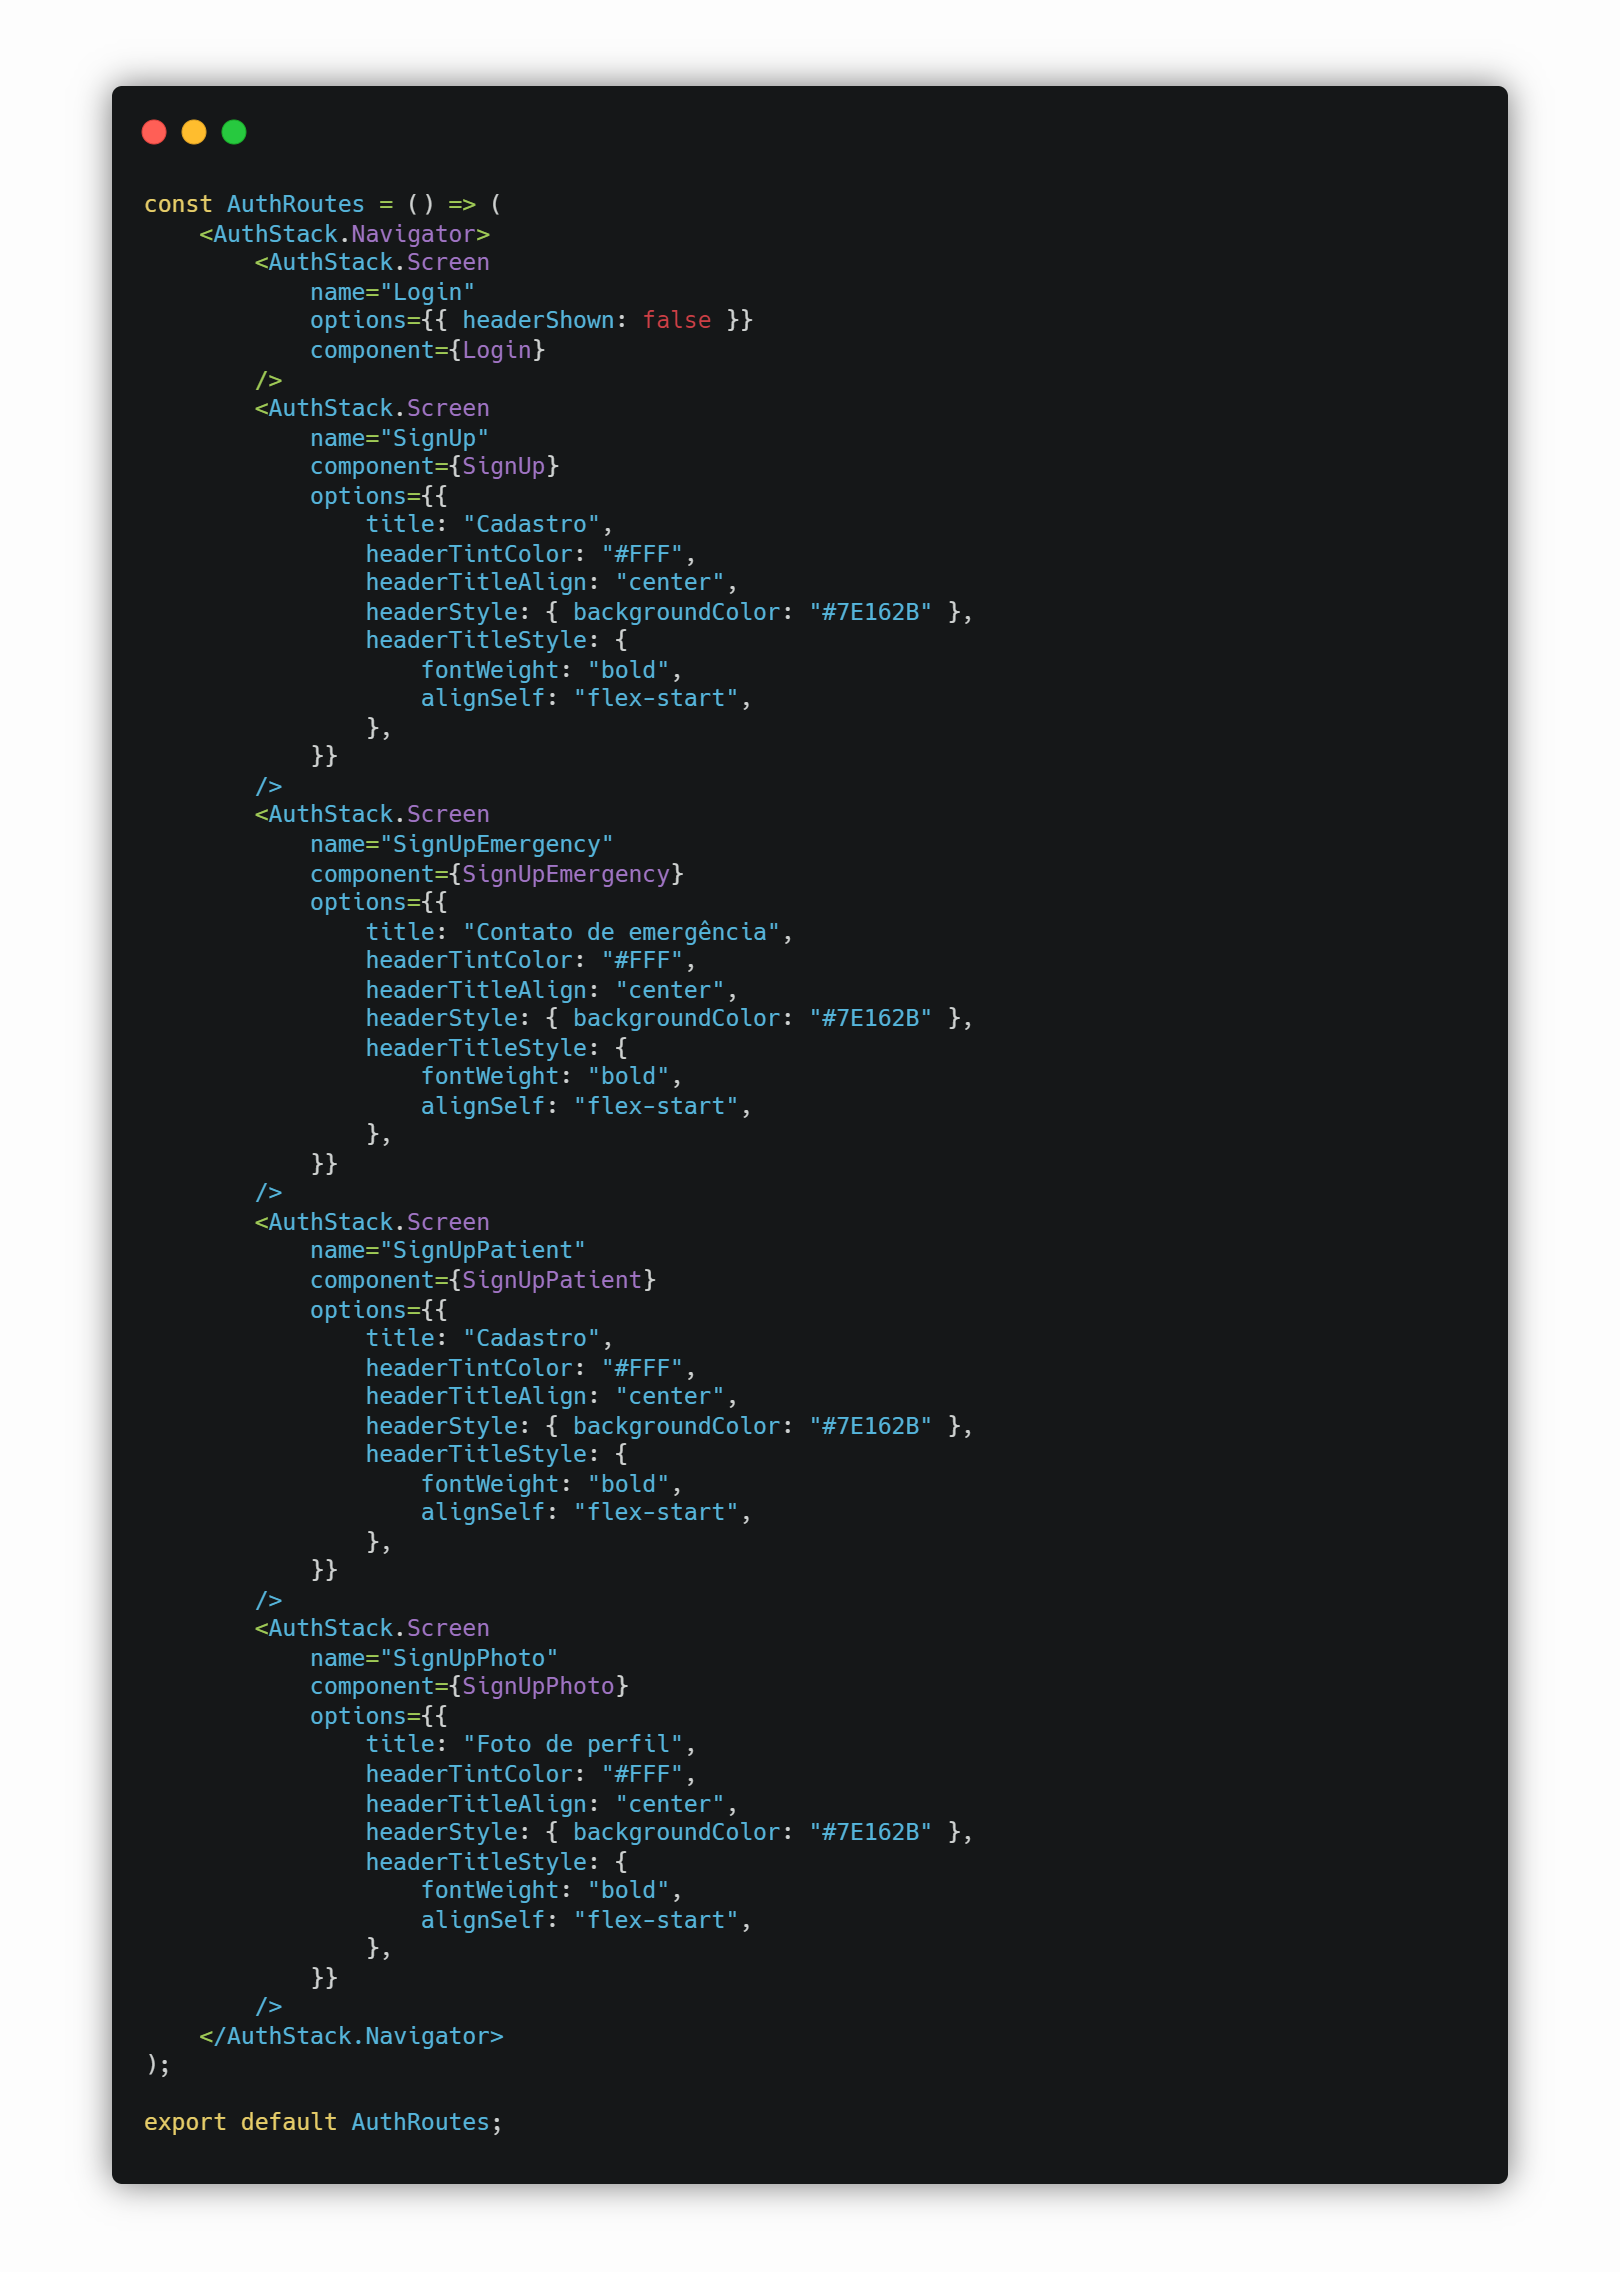 const AuthRoutes = () => (
    <AuthStack.Navigator>
        <AuthStack.Screen
            name="Login"
            options={{ headerShown: false }}
            component={Login}
        />
        <AuthStack.Screen
            name="SignUp"
            component={SignUp}
            options={{
                title: "Cadastro",
                headerTintColor: "#FFF",
                headerTitleAlign: "center",
                headerStyle: { backgroundColor: "#7E162B" },
                headerTitleStyle: {
                    fontWeight: "bold",
                    alignSelf: "flex-start",
                },
            }}
        />
        <AuthStack.Screen
            name="SignUpEmergency"
            component={SignUpEmergency}
            options={{
                title: "Contato de emergência",
                headerTintColor: "#FFF",
                headerTitleAlign: "center",
                headerStyle: { backgroundColor: "#7E162B" },
                headerTitleStyle: {
                    fontWeight: "bold",
                    alignSelf: "flex-start",
                },
            }}
        />
        <AuthStack.Screen
            name="SignUpPatient"
            component={SignUpPatient}
            options={{
                title: "Cadastro",
                headerTintColor: "#FFF",
                headerTitleAlign: "center",
                headerStyle: { backgroundColor: "#7E162B" },
                headerTitleStyle: {
                    fontWeight: "bold",
                    alignSelf: "flex-start",
                },
            }}
        />
        <AuthStack.Screen
            name="SignUpPhoto"
            component={SignUpPhoto}
            options={{
                title: "Foto de perfil",
                headerTintColor: "#FFF",
                headerTitleAlign: "center",
                headerStyle: { backgroundColor: "#7E162B" },
                headerTitleStyle: {
                    fontWeight: "bold",
                    alignSelf: "flex-start",
                },
            }}
        />
    </AuthStack.Navigator>
);

export default AuthRoutes;